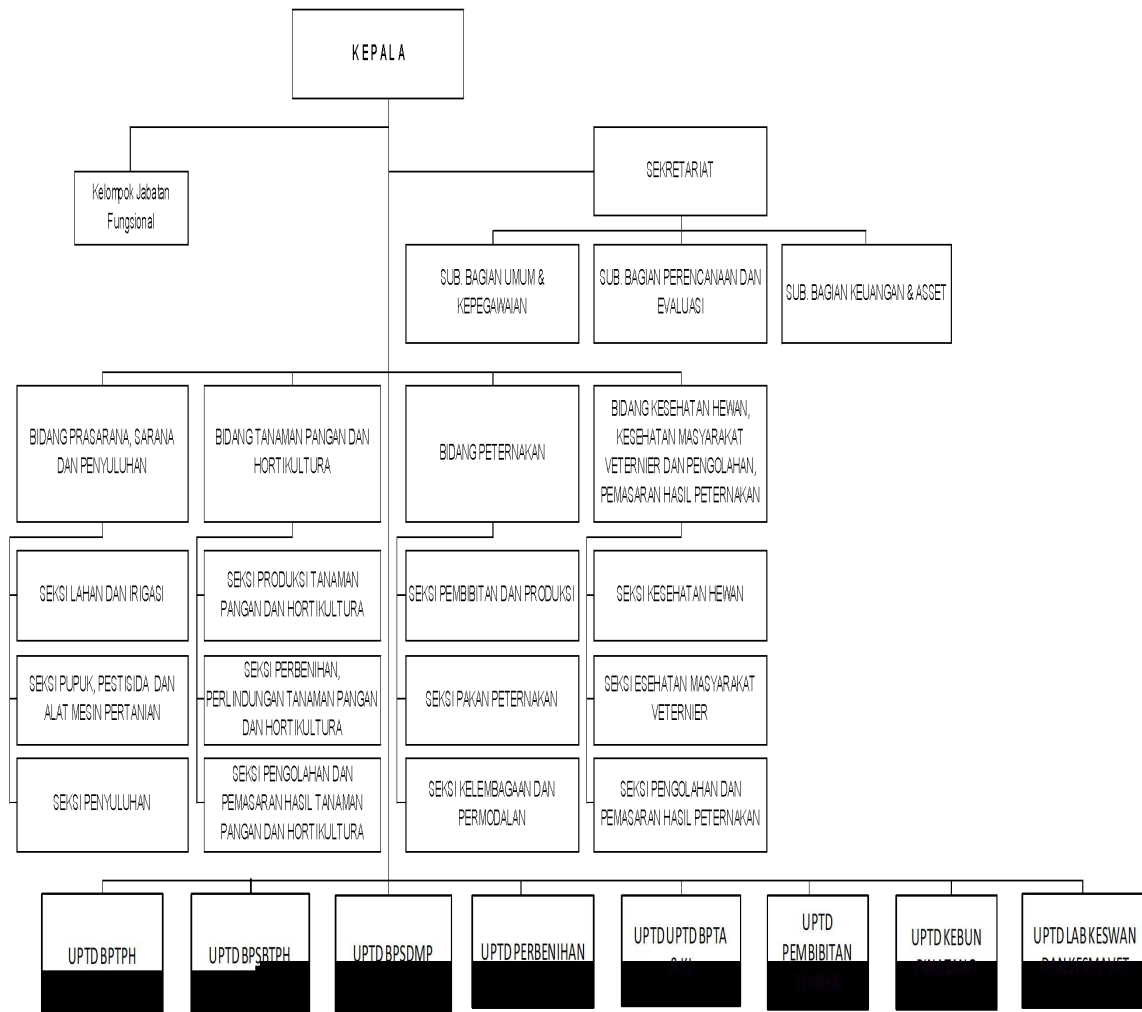 KEPALA
Kelompok Jabatan
Fungsional
SEKRETARIAT
SUB. BAGIAN UMUM &
KEPEGAWAIAN
SUB. BAGIAN PERENCANAAN DAN
EVALUASI
SUB. BAGIAN KEUANGAN & ASSET
BIDANG PRASARANA, SARANA
DAN PENYULUHAN
BIDANG TANAMAN PANGAN DAN
HORTIKULTURA
BIDANG PETERNAKAN
BIDANG KESEHATAN HEWAN,
KESEHATAN MASYARAKAT
VETERNIER DAN PENGOLAHAN,
PEMASARAN HASIL PETERNAKAN
SEKSI LAHAN DAN IRIGASI
SEKSI PRODUKSI TANAMAN
PANGAN DAN HORTIKULTURA
SEKSI PEMBIBITAN DAN PRODUKSI
SEKSI KESEHATAN HEWAN
SEKSI PUPUK, PESTISIDA DAN
ALAT MESIN PERTANIAN
SEKSI PERBENIHAN,
PERLINDUNGAN TANAMAN PANGAN
DAN HORTIKULTURA
SEKSI PAKAN PETERNAKAN
SEKSI ESEHATAN MASYARAKAT
VETERNIER
SEKSI PENYULUHAN
SEKSI PENGOLAHAN DAN
PEMASARAN HASIL TANAMAN
PANGAN DAN HORTIKULTURA
SEKSI KELEMBAGAAN DAN
PERMODALAN
SEKSI PENGOLAHAN DAN
PEMASARAN HASIL PETERNAKAN
UPTD BPTPH
UPTD BPSBTPH
UPTD BPSDMP
UPTD PERBENIHAN
UPTD UPTD BPTA
UPTD
PEMBIBITAN
UPTD KEBUN
UPTD LAB KESWAN
DAN KESMAVET